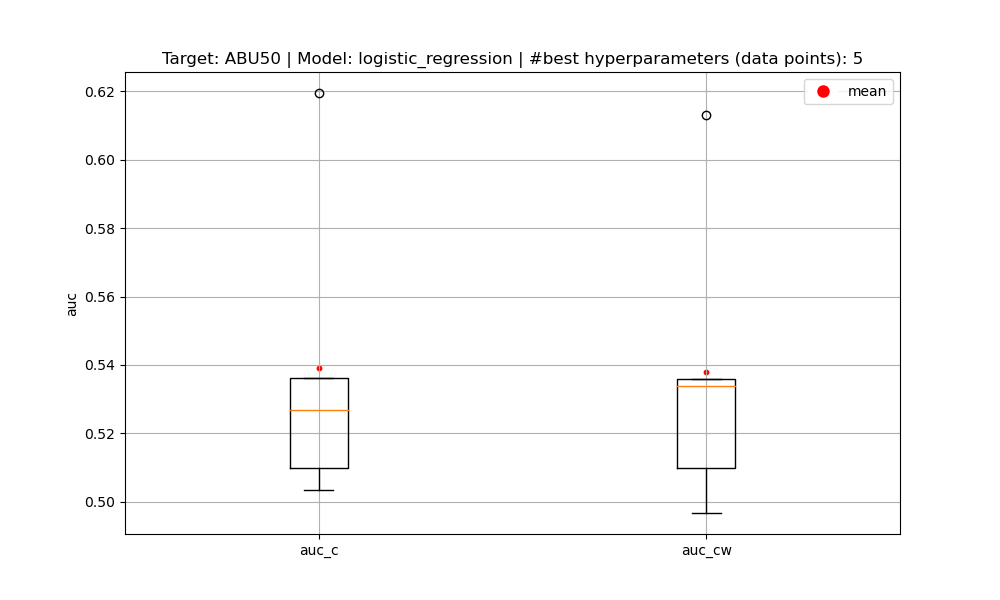 Target: ABU50 | Model: logistic_regression | #best hyperparameters (data points): 5
mean
0.62
0.60
0.58
0.56
0.54
0.52
0.50
auc
auc_c
auc_cw